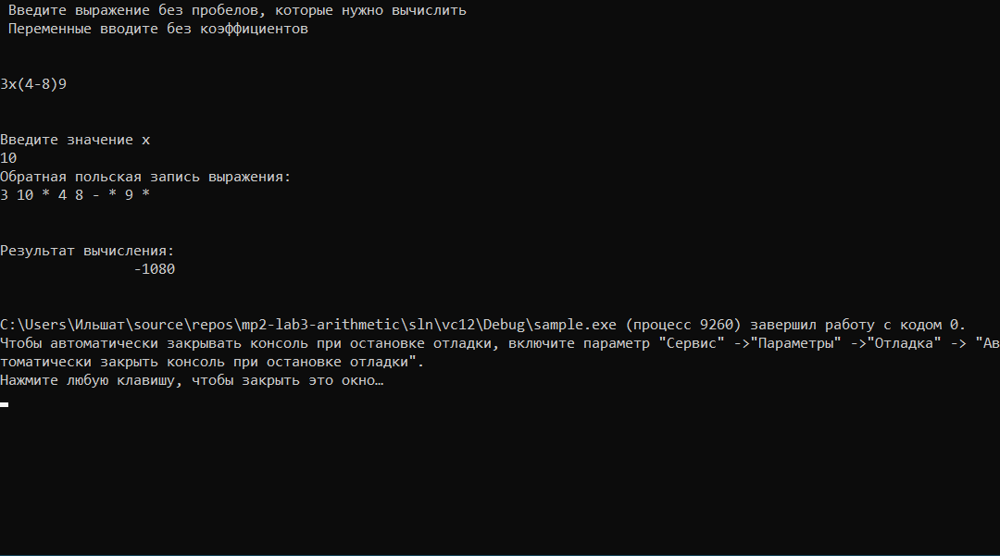 Введите выражение без пробелов, которые нужно вычислить
Переменные вводите без коэффициентов
3x(4-8)9
Введите значение x
10
Обратная польская запись выражения:
3 10 * 4 8 - * 9 *
Результат вычисления:
-1080
C:\Users\Ильшат\source\repos\mp2-lab3-arithmetic\sln\vc12\Debug\sample.exe (процесс 9260) завершил работу с кодом 0.
Чтобы автоматически закрывать консоль при остановке отладки, включите параметр "Сервис" ->"Параметры" ->"Отладка" -> "Ав
томатически закрыть консоль при остановке отладки".
Нажмите любую клавишу, чтобы закрыть это окно…